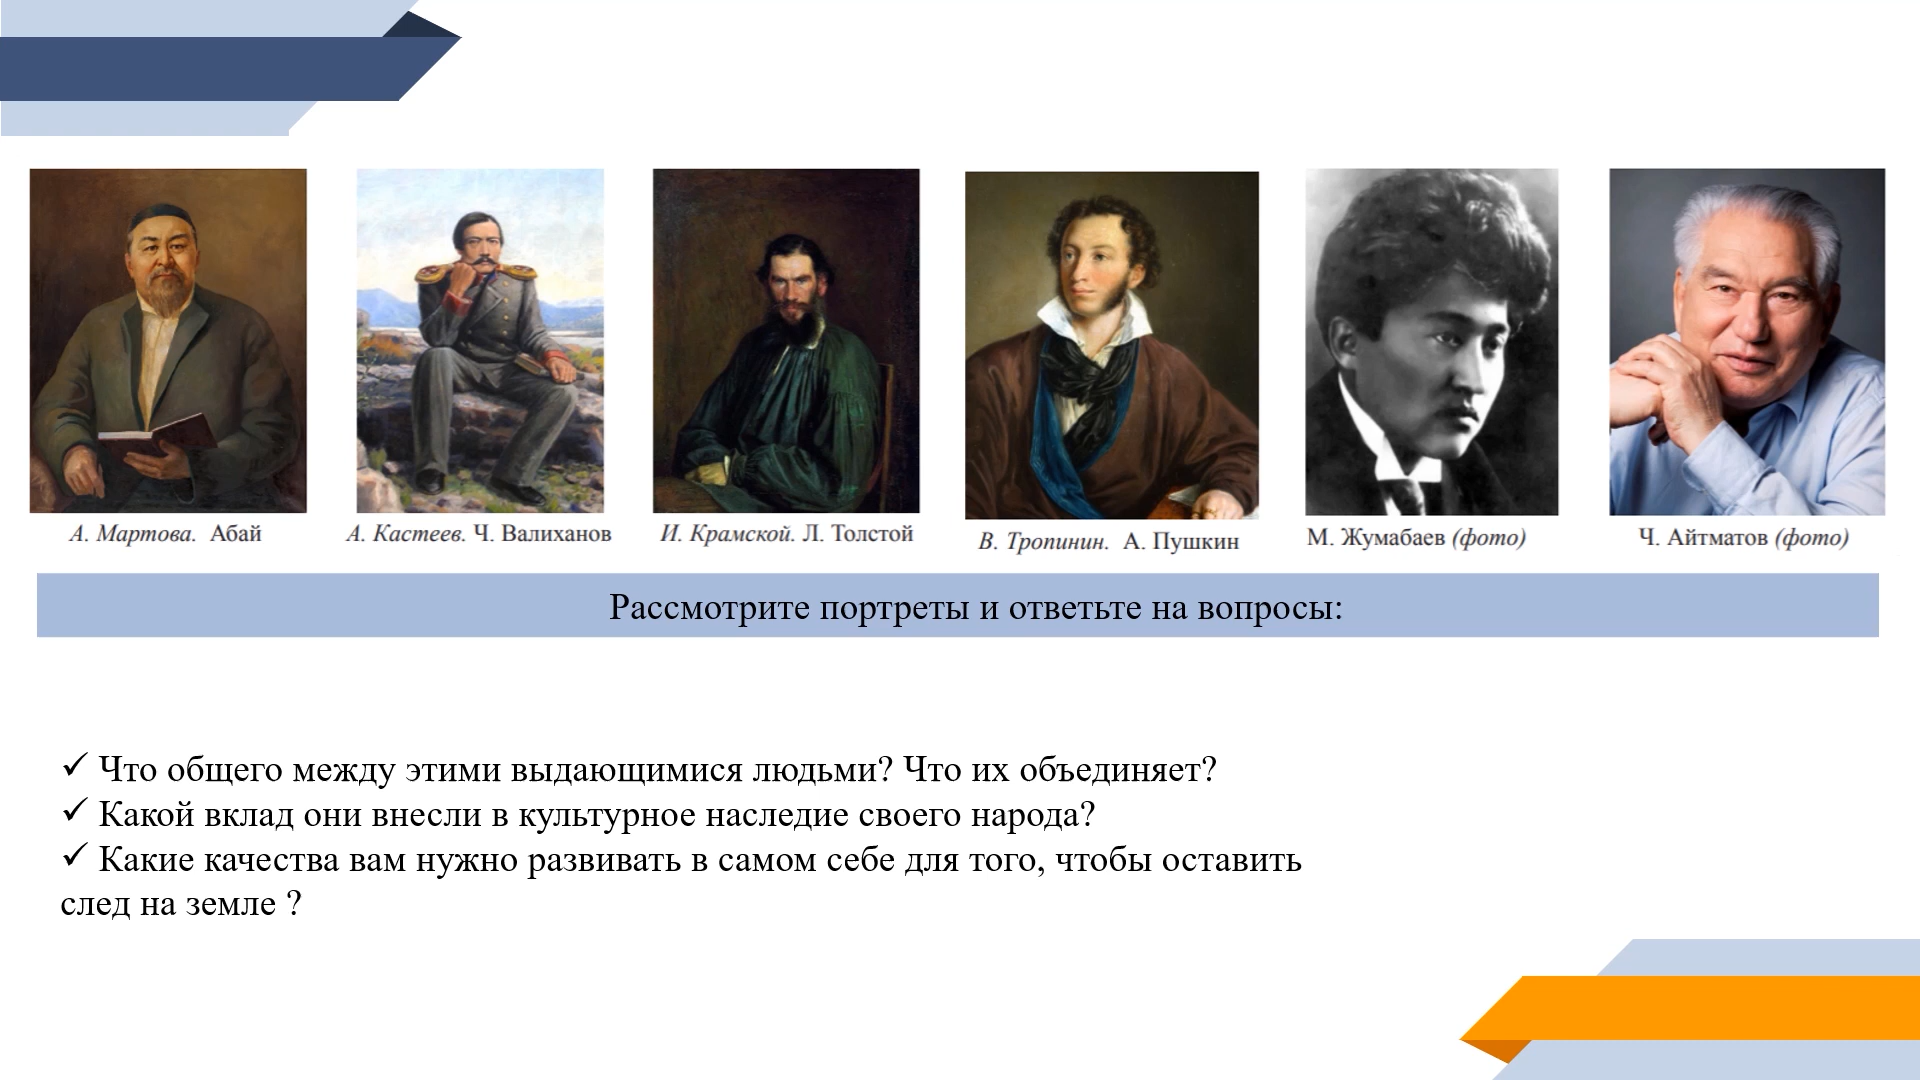 А. Мартова. Абай
А. Кастеев. Ч. Валиханов
И. Крамской. Л. Толстой
В. Тропинин. А. Пушкин
М. Жумабаев (фото)
Ч. Айтматов (фото)
Рассмотрите портреты и ответьте на вопросы:
✓ Что общего между этими выдающимися людьми? Что их объединяет?
✓ Какой вклад они внесли в культурное наследие своего народа?
✓ Какие качества вам нужно развивать в самом себе для того, чтобы оставить
след на земле ?